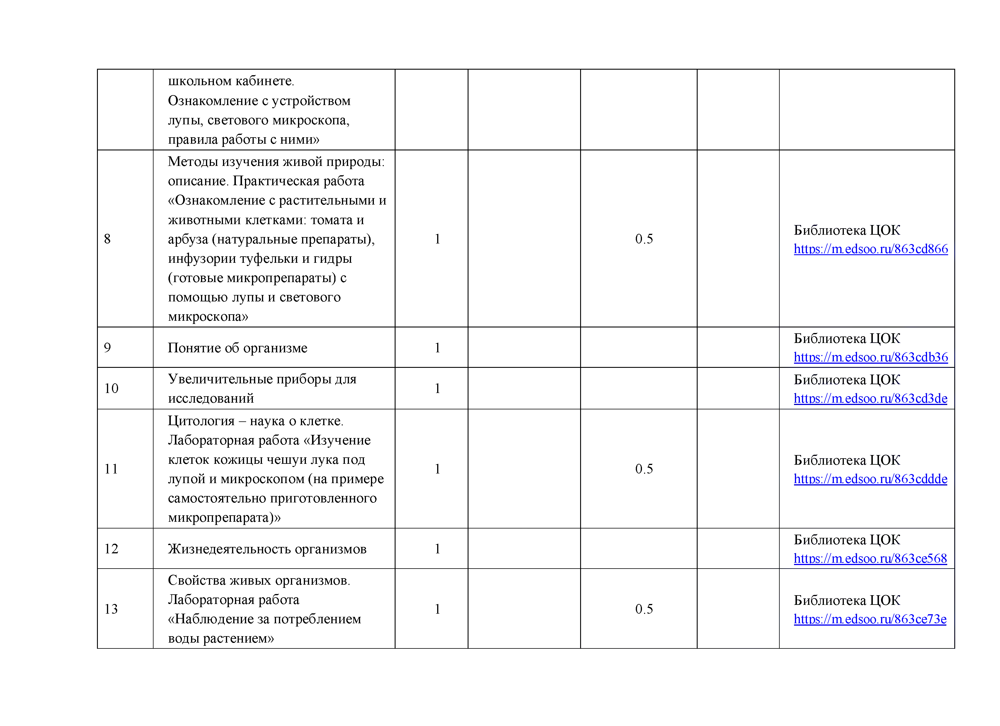 школьном кабинете.
Ознакомление с устройством
лупы, светового микроскопа,
правила работы с ними»
8
Методы изучения живой природы:
описание. Практическая работа
«Ознакомление с растительными и
животными клетками: томата и
арбуза (натуральные препараты),
инфузории туфельки и гидры
(готовые микропрепараты) с
помощью лупы и светового
микроскопа»
1
0.5
Библиотека ЦОК
https://m.edsoo.ru/863cd866
9
Понятие об организме
1
Библиотека ЦОК
https://m.edsoo.ru/863cdb36
10
Увеличительные приборы для
исследований
1
Библиотека ЦОК
https://m.edsoo.ru/863cd3de
11
Цитология – наука о клетке.
Лабораторная работа «Изучение
клеток кожицы чешуи лука под
лупой и микроскопом (на примере
самостоятельно приготовленного
микропрепарата)»
1
0.5
Библиотека ЦОК
https://m.edsoo.ru/863cddde
12
Жизнедеятельность организмов
1
Библиотека ЦОК
https://m.edsoo.ru/863ce568
13
Свойства живых организмов.
Лабораторная работа
«Наблюдение за потреблением
воды растением»
1
0.5
Библиотека ЦОК
https://m.edsoo.ru/863ce73e